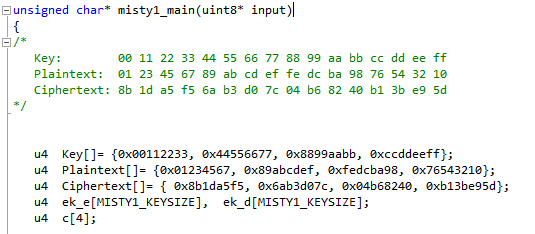 unsigned char* misty1_main(uint8* input)
{
/*
Key: 00 11 22 33 44 55 66 77 88 99 aa bb cc dd ee ff
Plaintext: 01 23 45 67 89 ab cd ef fe dc ba 98 76 54 32 10
Ciphertext: 8b 1d a5 f5 6a b3 d0 7c 04 b6 82 40 b1 3b e9 5d
*/
u4 Key[]= {0x00112233, 0x44556677, 0x8899aabb, 0xccddeeff};
u4 Plaintext[]= {0x01234567, 0x89abcdef, 0xfedcba98, 0x76543210};
u4 Ciphertext[]= { 0x8b1da5f5, 0x6ab3d07c, 0x04b68240, 0xb13be95d};
u4 ek_e[MISTY1_KEYSIZE], ek_d[MISTY1_KEYSIZE];
u4 c[4];